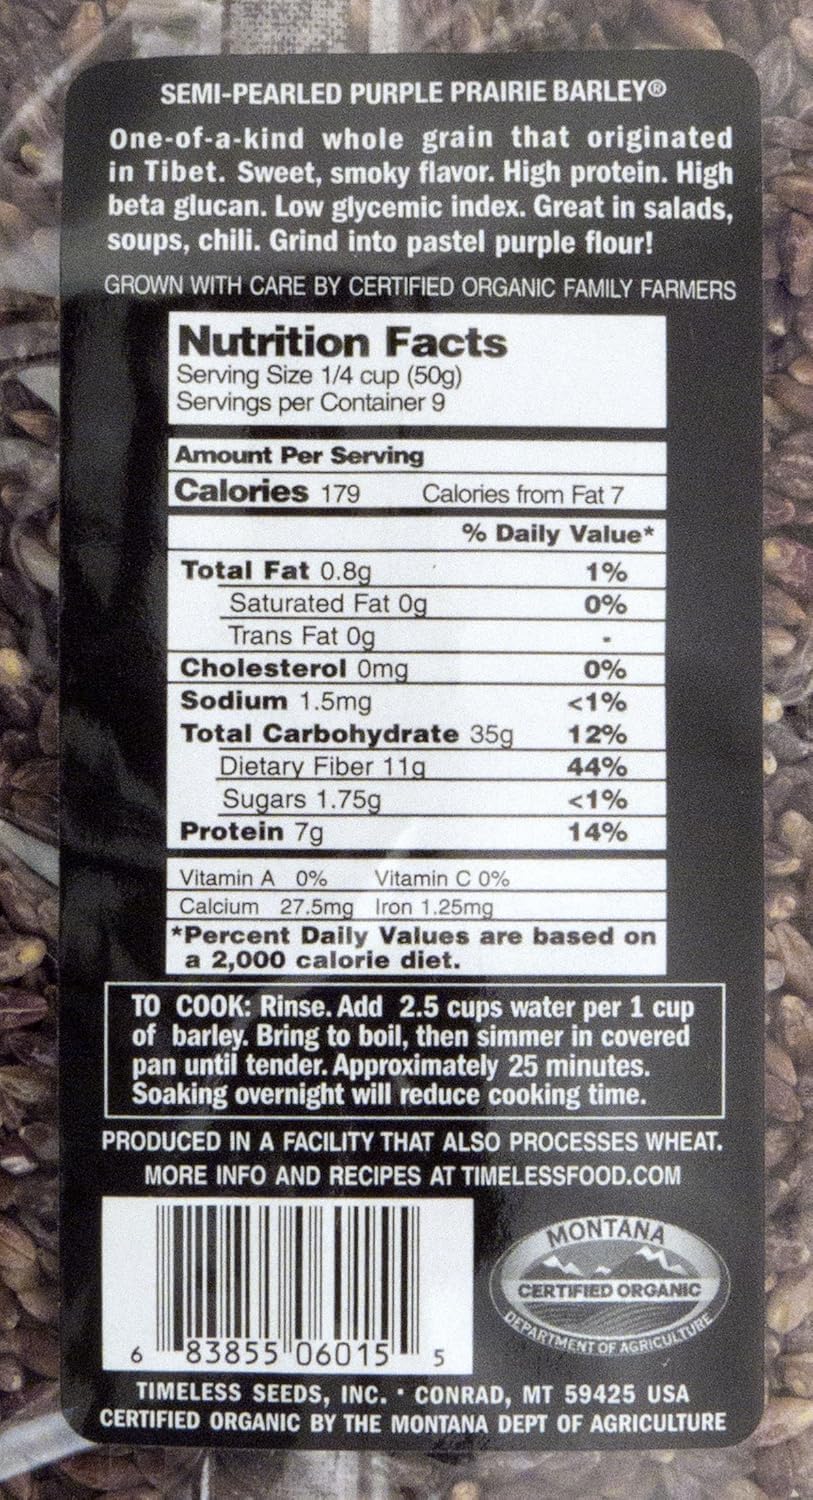 SEMI-PEARLED PURPLE PRAIRIE BARLEY®
One-of-a-kind whole grain that originated
in Tibet. Sweet, smoky flavor. High protein. High
beta glucan. Low glycemic index. Great in salads,
soups, chili. Grind into pastel purple flour!
GROWN WITH CARE BY CERTIFIED ORGANIC FAMILY FARMERS
Nutrition Facts
Serving Size 1/4 cup (50g)
Servings per Container 9
Amount Per Serving
Calories 179 Calories from Fat 7
% Daily Value*
Total Fat 0.8g 1%
Saturated Fat 0g 0%
Trans Fat 0g -
Cholesterol 0mg 0%
Sodium 1.5mg <1%
Total Carbohydrate 35g 12%
Dietary Fiber 11g 44%
Sugars 1.75g <1%
Protein 7g 14%
Vitamin A 0% Vitamin C 0%
Calcium 27.5mg Iron 1.25mg
*Percent Daily Values are based on
a 2,000 calorie diet.
TO COOK: Rinse. Add 2.5 cups water per 1 cup
of barley. Bring to boil, then simmer in covered
pan until tender. Approximately 25 minutes.
Soaking overnight will reduce cooking time.
PRODUCED IN A FACILITY THAT ALSO PROCESSES WHEAT.
MORE INFO AND RECIPES AT TIMELESSFOOD.COM
MONTANA
CERTIFIED ORGANIC
DEPARTMENT OF AGRICULTURE
6 83855 06015 5
TIMELESS SEEDS, INC. • CONRAD, MT 59425 USA
CERTIFIED ORGANIC BY THE MONTANA DEPT OF AGRICULTURE